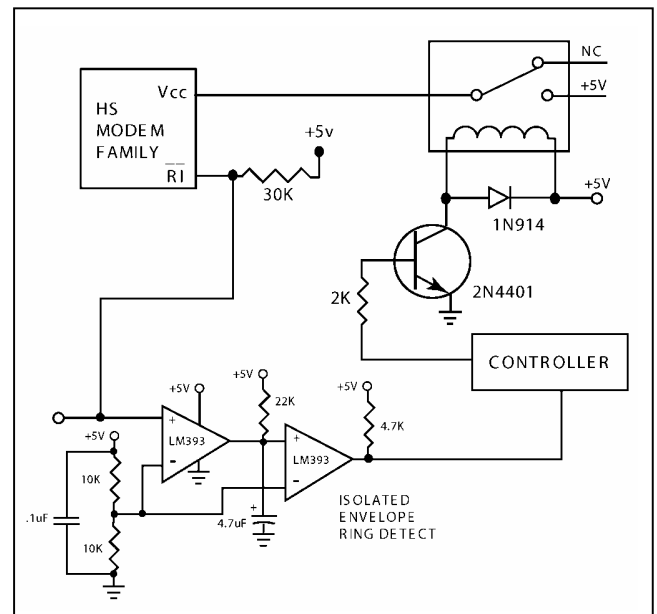 NC
Vcc
+5V
HS
MODEM
FAMILY
RI
+5v
30K
+5V
1N914
2N4401
2K
CONTROLLER
+5V
+5V
22K
+5V
4.7K
+
LM393
-
+
LM393
-
+5V
10K
.1uF
10K
+
4.7uF
ISOLATED
ENVELOPE
RING DETECT